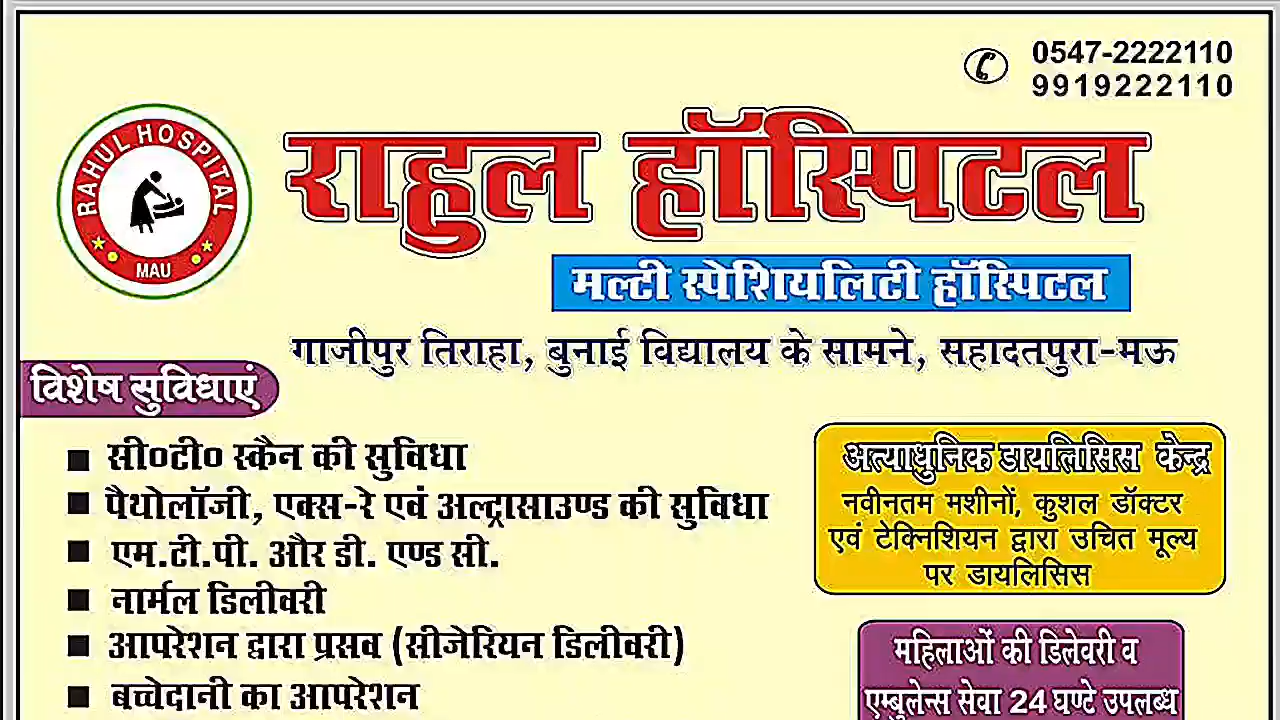 0547-2222110
9919222110
RAHUL HOSPITAL
MAU
राहुल हॉस्पिटल
मल्टी स्पेशियलिटी हॉस्पिटल
गाजीपुर तिराहा, बुनाई विद्यालय के सामने, सहादतपुरा-मऊ
विशेष सुविधाएं
सी०टी० स्कैन की सुविधा
पैथोलॉजी, एक्स-रे एवं अल्ट्रासाउण्ड की सुविधा
एम.टी.पी. और डी. एण्ड सी.
नार्मल डिलीवरी
आपरेशन द्वारा प्रसव (सीजेरियन डिलीवरी)
बच्चेदानी का आपरेशन
अत्याधुनिक डायलिसिस केन्द्र
नवीनतम मशीनों, कुशल डॉक्टर
एवं टेक्निशियन द्वारा उचित मूल्य
पर डायलिसिस
महिलाओं की डिलेवरी व
एम्बुलेन्स सेवा 24 घण्टे उपलब्ध